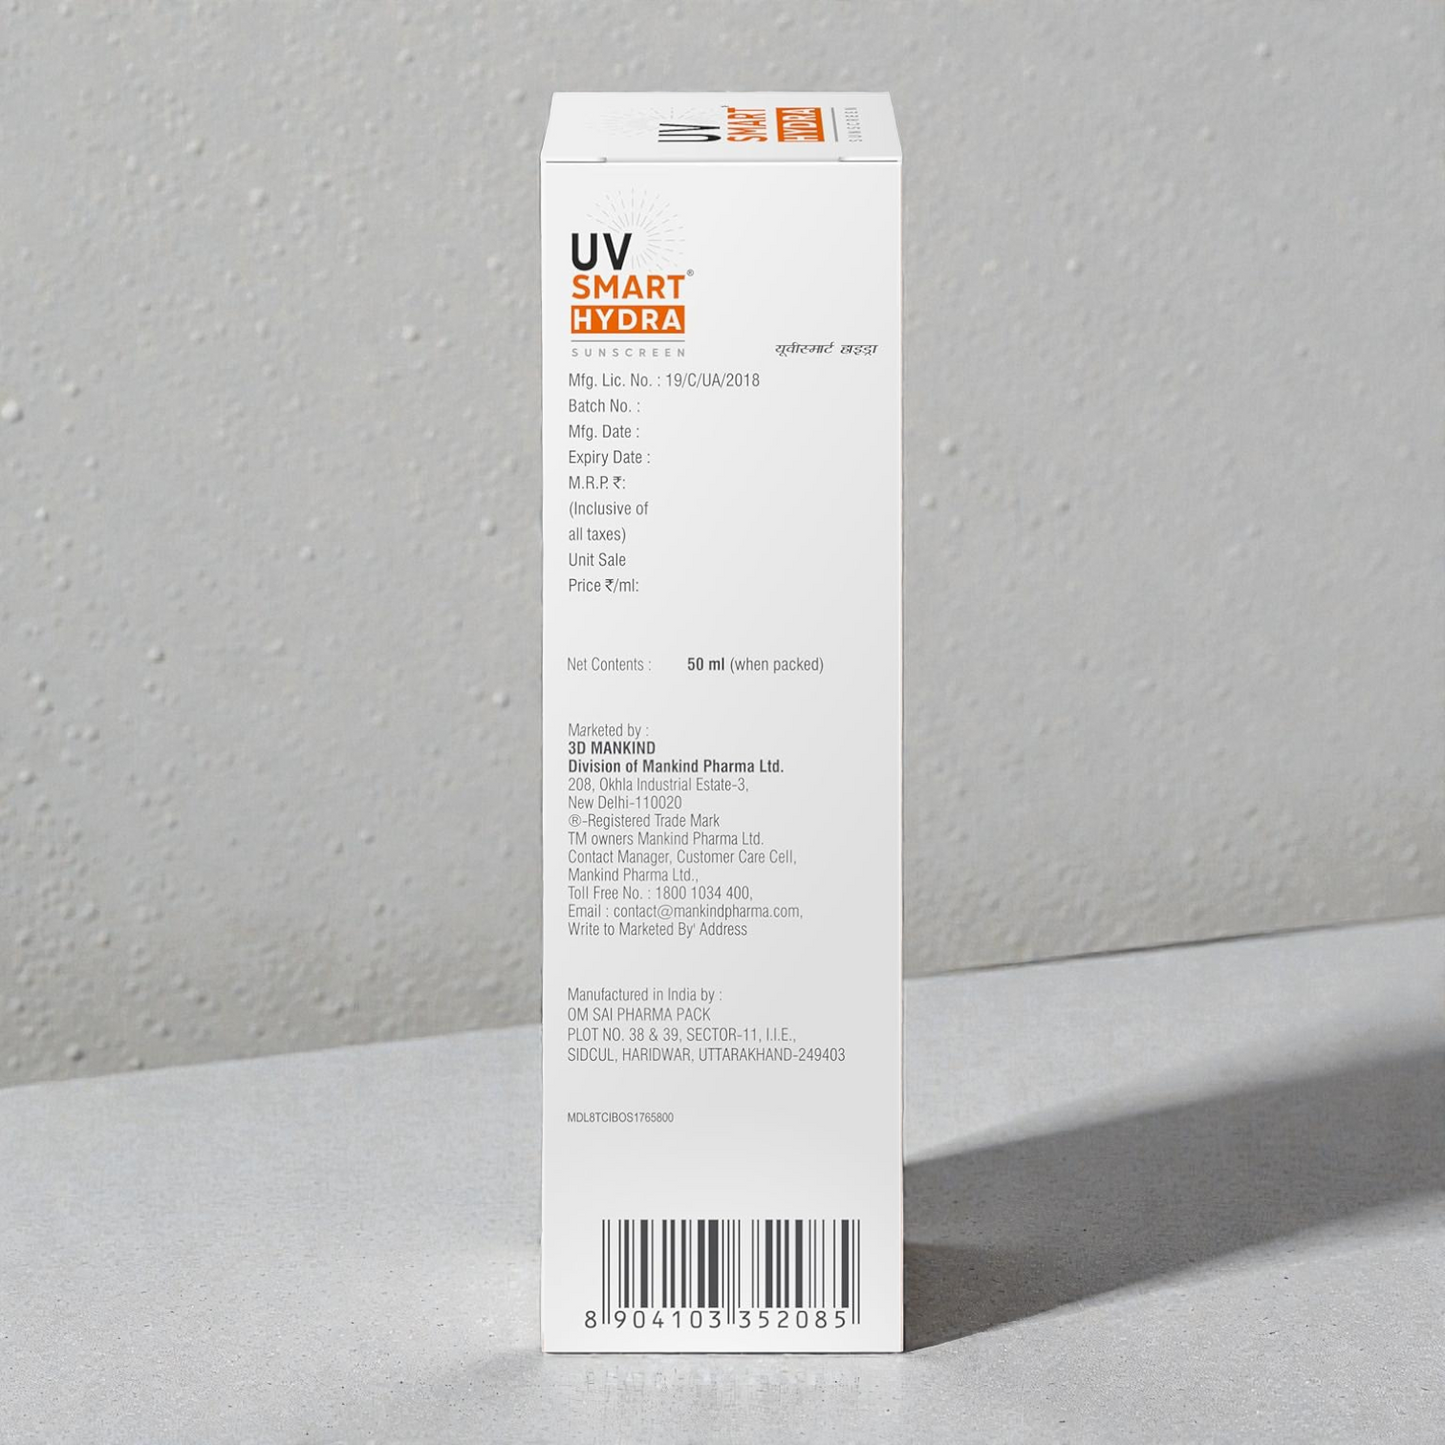 UV
SMART
HYDRA
SUNSCREEN
UV
SMART®
HYDRA
SUNSCREEN
यूवीस्मार्ट हाइड्रा
Mfg. Lic. No. : 19/C/UA/2018
Batch No. :
Mfg. Date :
Expiry Date :
M.R.P. ₹:
(Inclusive of
all taxes)
Unit Sale
Price ₹/ml:
Net Contents : 50 ml (when packed)
Marketed by :
3D MANKIND
Division of Mankind Pharma Ltd.
208, Okhla Industrial Estate-3,
New Delhi-110020
®-Registered Trade Mark
TM owners Mankind Pharma Ltd.
Contact Manager, Customer Care Cell,
Mankind Pharma Ltd.,
Toll Free No. : 1800 1034 400,
Email : contact@mankindpharma.com,
Write to Marketed By' Address
Manufactured in India by :
OM SAI PHARMA PACK
PLOT NO. 38 & 39, SECTOR-11, I.I.E.,
SIDCUL, HARIDWAR, UTTARAKHAND-249403
MDL8TCIBOS1765800
8 904103 352085